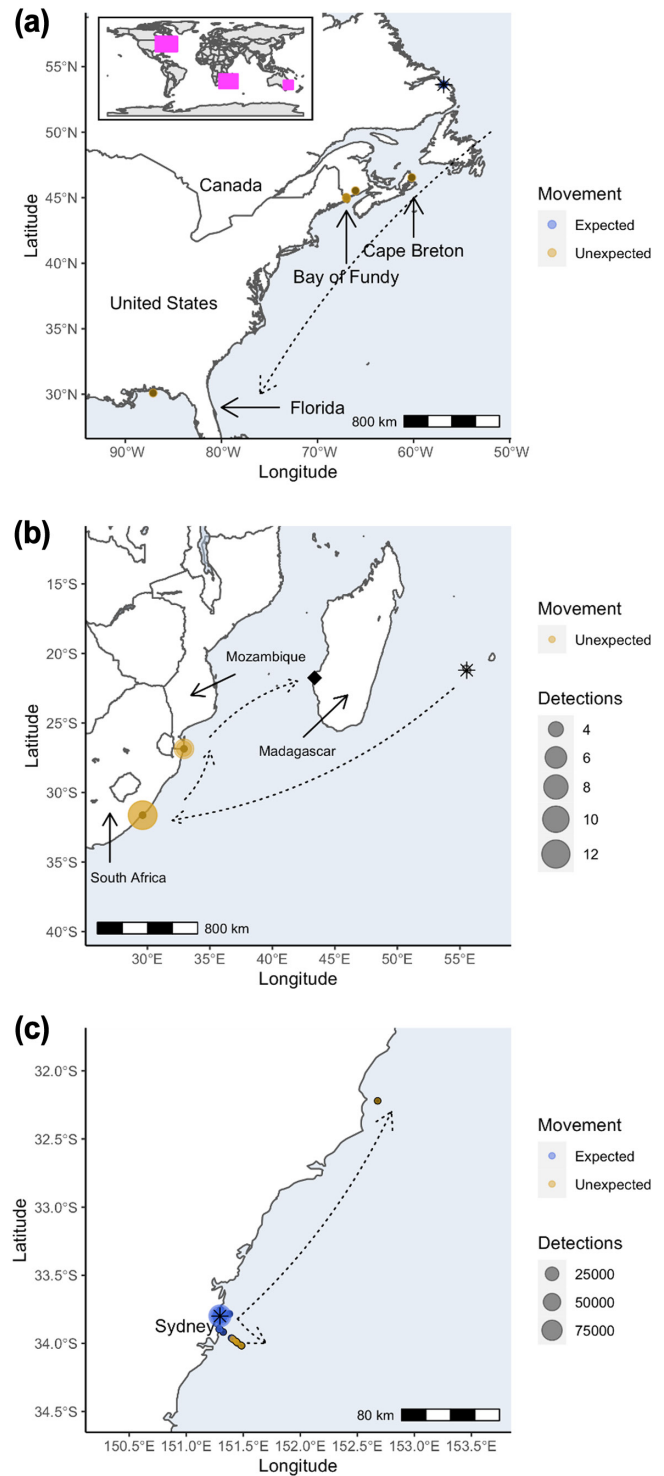 (a)
55°N
50°N
45°N
40°N
35°N
30°N
Latitude
Canada
United States
Cape Breton
Bay of Fundy
Florida
800 km
90°W
80°W
70°W
60°W
50°W
Longitude
Movement
Expected
Unexpected
(b)
15°S
20°S
25°S
30°S
35°S
40°S
Latitude
Mozambique
Madagascar
South Africa
800 km
30°E
35°E
40°E
45°E
50°E
55°E
Longitude
Movement
Unexpected
Detections
4
6
8
10
12
(c)
32.0°S
32.5°S
33.0°S
33.5°S
34.0°S
34.5°S
Latitude
Sydney
80 km
150.5°E
151.0°E
151.5°E
152.0°E
152.5°E
153.0°E
153.5°E
Longitude
Movement
Expected
Unexpected
Detections
25000
50000
75000